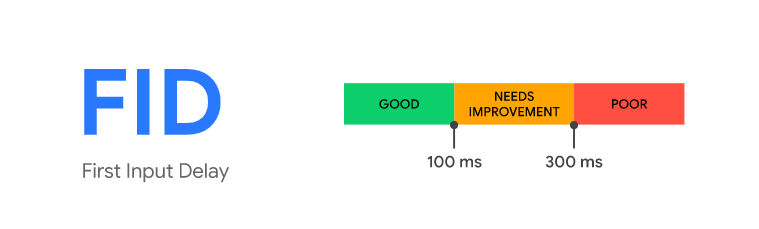 FID
First Input Delay
GOOD
NEEDS
IMPROVEMENT
POOR
100 ms
300 ms